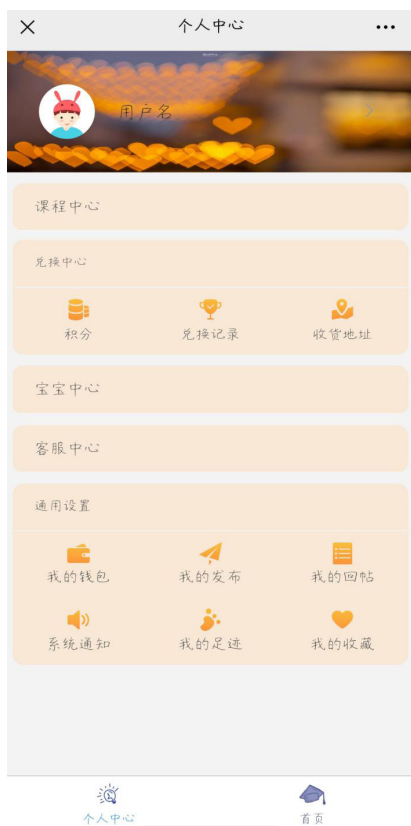 个人中心
用户名
课程中心
兑换中心
积分 兑换记录 收货地址
宝宝中心
客服中心
通用设置
我的钱包 我的发布 我的回帖
系统通知 我的足迹 我的收藏
个人中心 首页